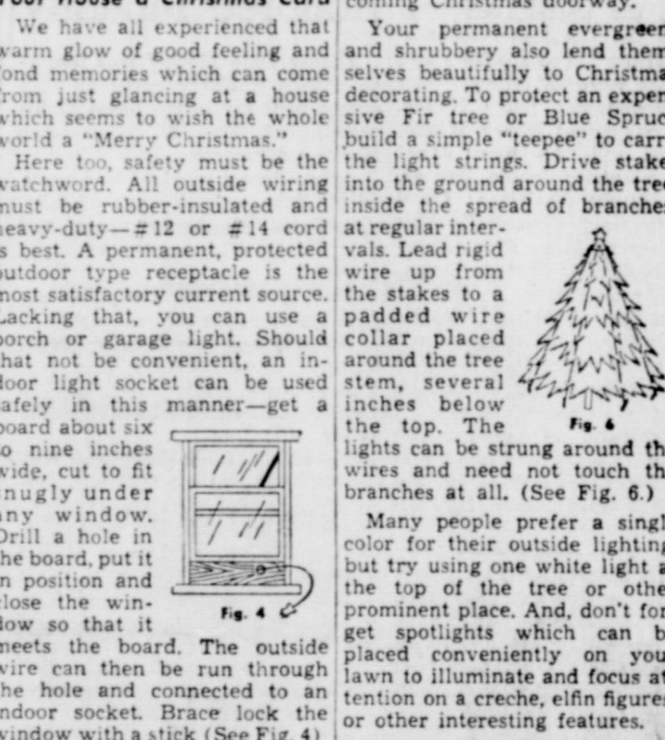 Your House a Christmas Card
We have all experienced that
warm glow of good feeling and
fond memories which can come
from just glancing at a house
which seems to wish the whole
world a "Merry Christmas."
Here too, safety must be the
watchword. All outside wiring
must be rubber-insulated and
heavy-duty—#12 or #14 cord
is best. A permanent, protected
outdoor type receptacle is the
most satisfactory current source.
Lacking that, you can use a
porch or garage light. Should
that not be convenient, an in-
door light socket can be used
safely in this manner—get a
board about six
to nine inches
wide, cut to fit
snugly under
any window.
Drill a hole in
the board, put it
in position and
close the win-
dow so that it
Fig. 4
meets the board. The outside
wire can then be run through
the hole and connected to an
indoor socket. Brace lock the
window with a stick (See Fig. 4)
coming Christmas doorway.
Your permanent evergreen
and shrubbery also lend them
selves beautifully to Christma
decorating. To protect an expen
sive Fir tree or Blue Spruc
build a simple "teepee" to carr
the light strings. Drive stake
into the ground around the tree
inside the spread of branche
at regular inter-
vals. Lead rigid
wire up from
the stakes to a
padded wire
collar placed
around the tree
stem, several
inches below
the top. The
Fig. 6
lights can be strung around th
wires and need not touch th
branches at all. (See Fig. 6.)
Many people prefer a singl
color for their outside lighting
but try using one white light a
the top of the tree or othe
prominent place. And, don't for
get spotlights which can b
placed conveniently on you
lawn to illuminate and focus at
tention on a creche, elfin figures
or other interesting features.